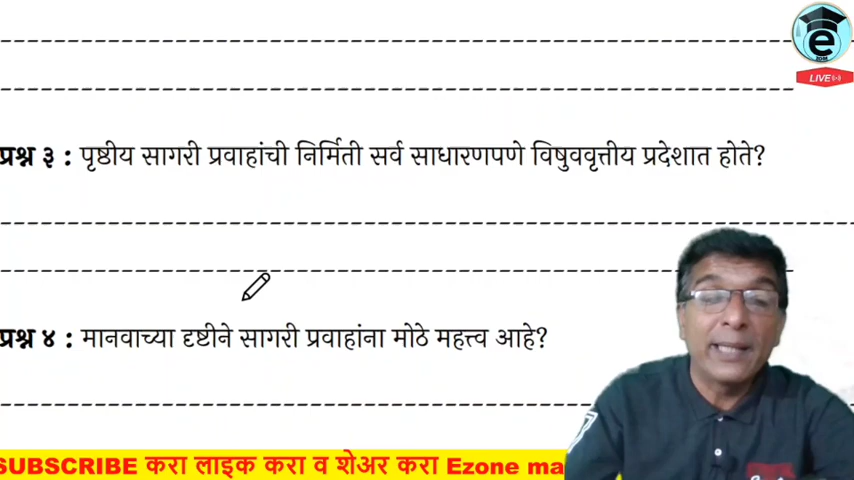 e
LIVE
प्रश्न ३ : पृष्ठीय सागरी प्रवाहांची निर्मिती सर्व साधारणपणे विषुववृत्तीय प्रदेशात होते?
प्रश्न ४ : मानवाच्या दृष्टीने सागरी प्रवाहांना मोठे महत्त्व आहे?
SUBSCRIBE करा लाइक करा व शेअर करा Ezone ma